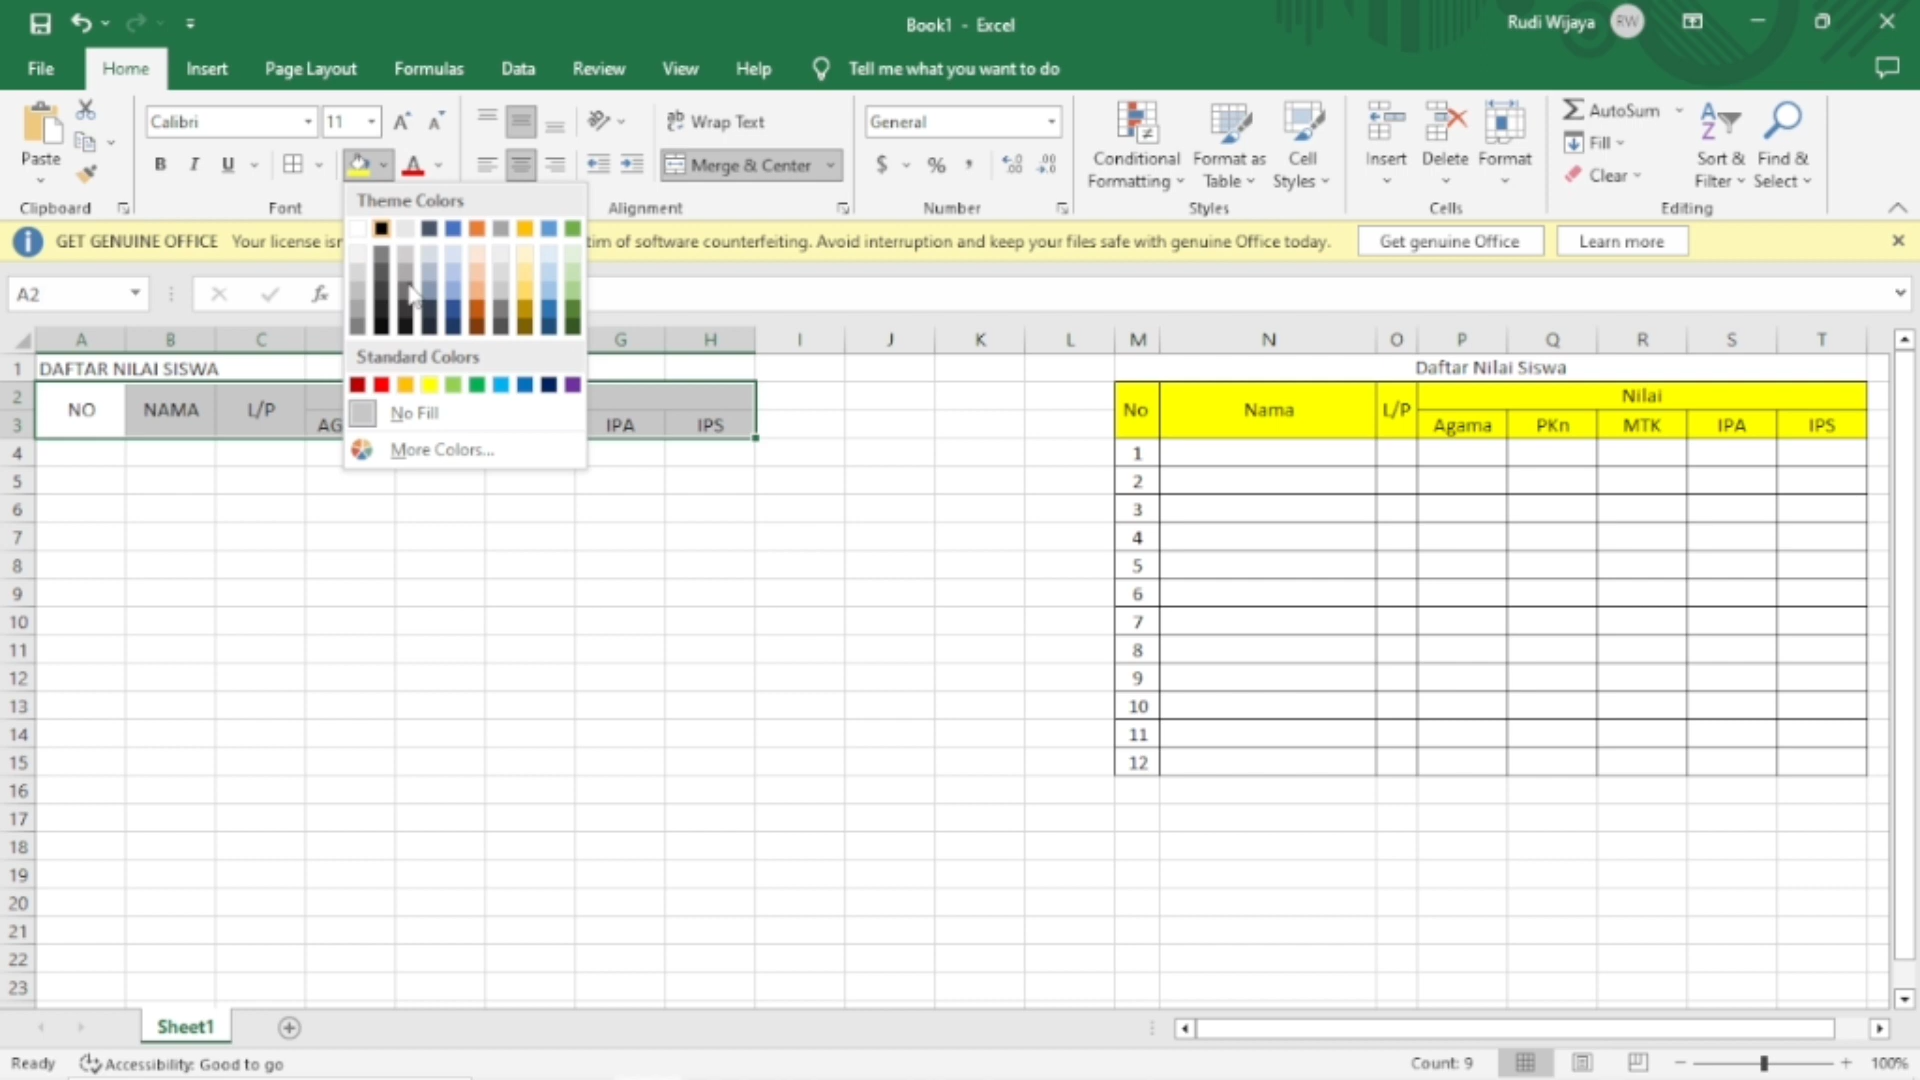 Book1 - Excel
Rudi Wijaya RW
File Home Insert Page Layout Formulas Data Review View Help Tell me what you want to do
Paste
Clipboard
Calibri 11 A A
B I U A
Font
Wrap Text
Merge & Center
Alignment
General
$ % ,
Number
Conditional Formatting
Format as Table
Cell Styles
Styles
Insert Delete Format
Cells
AutoSum
Fill
Clear
Sort & Filter
Find & Select
Editing
GET GENUINE OFFICE Your license isn
tim of software counterfeiting. Avoid interruption and keep your files safe with genuine Office today.
Get genuine Office Learn more
Theme Colors
Standard Colors
No Fill
More Colors...
A2 fx
A B C G H I J K L M N O P Q R S T
1 DAFTAR NILAI SISWA Daftar Nilai Siswa
2 NO NAMA L/P No Nama L/P Nilai
3 AG IPA IPS Agama PKn MTK IPA IPS
4 1
5 2
6 3
7 4
8 5
9 6
10 7
11 8
12 9
13 10
14 11
15 12
16
17
18
19
20
21
22
23
Sheet1
Ready Accessibility: Good to go Count: 9 100%